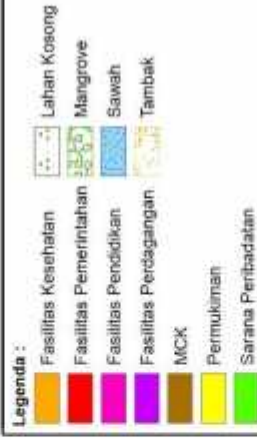 Legenda :
Fasilitas Kesehatan
Fasilitas Pemerintahan
Fasilitas Pendidikan
Fasilitas Perdagangan
MCK
Permukiman
Sarana Peribadatan
Lahan Kosong
Mangrove
Sawah
Tambak